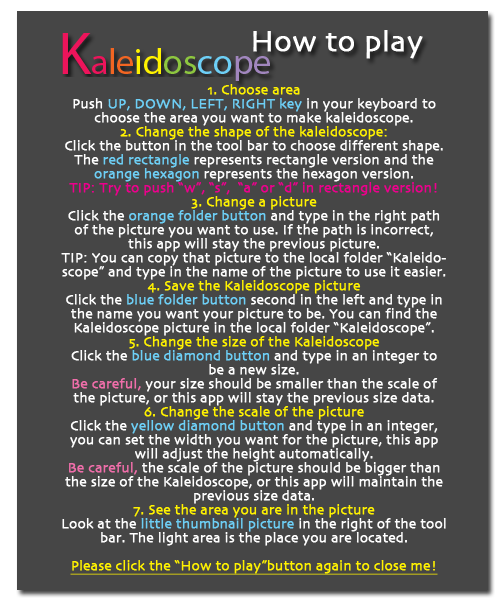 Kaleidoscope How to play
1. Choose area
Push UP, DOWN, LEFT, RIGHT key in your keyboard to
choose the area you want to make kaleidoscope.
2. Change the shape of the kaleidoscope:
Click the button in the tool bar to choose different shape.
The red rectangle represents rectangle version and the
orange hexagon represents the hexagon version.
TIP: Try to push “w”, “s”, “a” or “d” in rectangle version!
3. Change a picture
Click the orange folder button and type in the right path
of the picture you want to use. If the path is incorrect,
this app will stay the previous picture.
TIP: You can copy that picture to the local folder “Kaleido-
scope” and type in the name of the picture to use it easier.
4. Save the Kaleidoscope picture
Click the blue folder button second in the left and type in
the name you want your picture to be. You can find the
Kaleidoscope picture in the local folder “Kaleidoscope”.
5. Change the size of the Kaleidoscope
Click the blue diamond button and type in an integer to
be a new size.
Be careful, your size should be smaller than the scale of
the picture, or this app will stay the previous size data.
6. Change the scale of the picture
Click the yellow diamond button and type in an integer,
you can set the width you want for the picture, this app
will adjust the height automatically.
Be careful, the scale of the picture should be bigger than
the size of the Kaleidoscope, or this app will maintain the
previous size data.
7. See the area you are in the picture
Look at the little thumbnail picture in the right of the tool
bar. The light area is the place you are located.
Please click the “How to play”button again to close me!